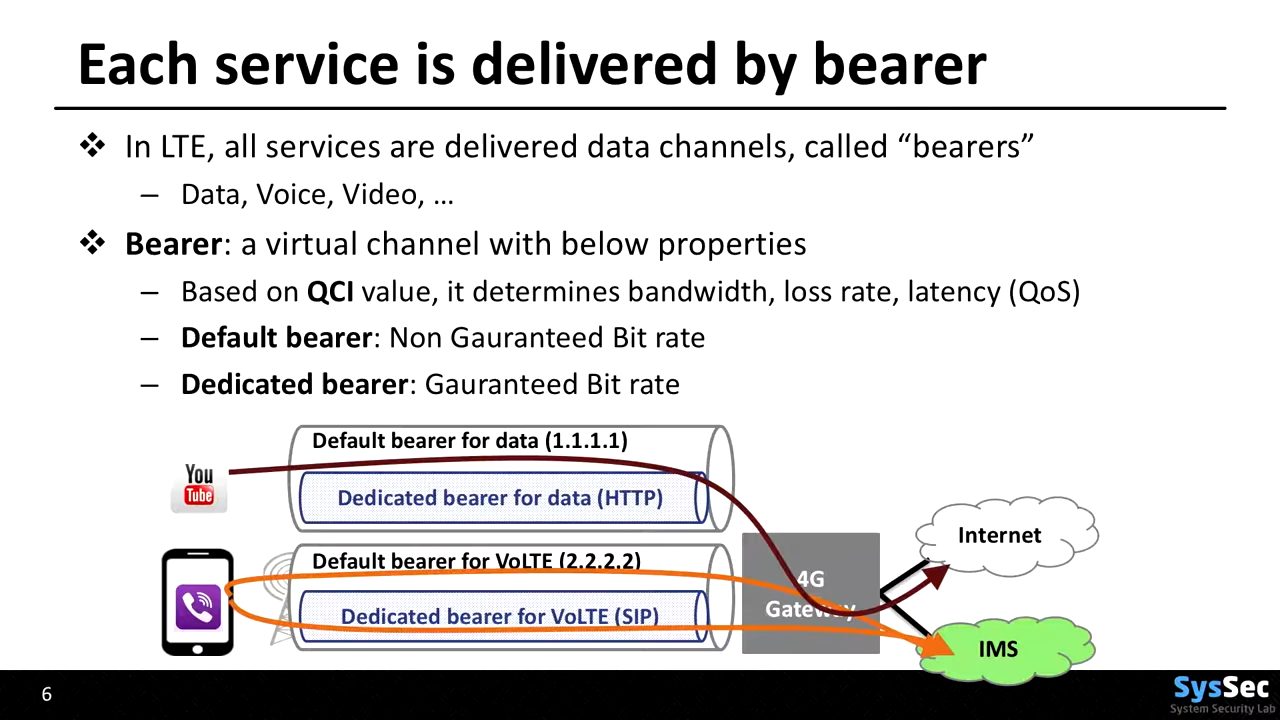 Each service is delivered by bearer
❖ In LTE, all services are delivered data channels, called “bearers”
– Data, Voice, Video, …
❖ Bearer: a virtual channel with below properties
– Based on QCI value, it determines bandwidth, loss rate, latency (QoS)
– Default bearer: Non Gauranteed Bit rate
– Dedicated bearer: Gauranteed Bit rate
Default bearer for data (1.1.1.1)
You
Tube
Dedicated bearer for data (HTTP)
Internet
Default bearer for VoLTE (2.2.2.2)
4G
Gateway
Dedicated bearer for VoLTE (SIP)
IMS
6
SysSec
System Security Lab